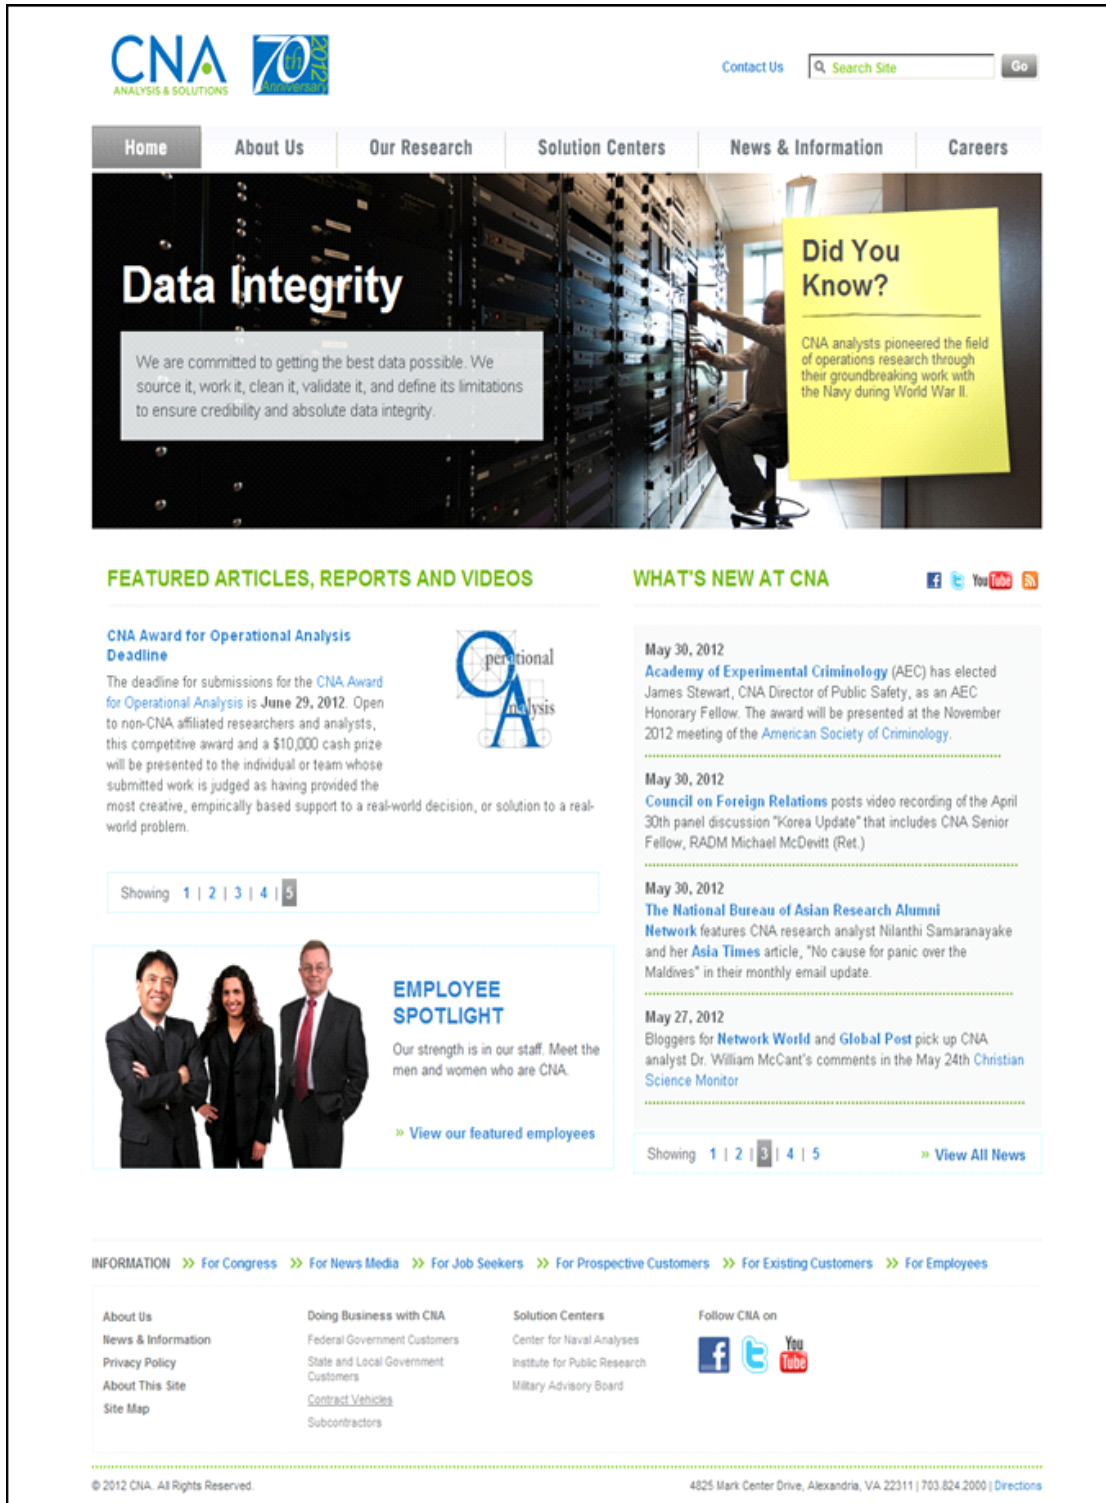 CNA
ANALYSIS & SOLUTIONS
70th
Anniversary
2012
Contact Us
Search Site
Go
Home
About Us
Our Research
Solution Centers
News & Information
Careers
Data Integrity
We are committed to getting the best data possible. We
source it, work it, clean it, validate it, and define its limitations
to ensure credibility and absolute data integrity.
Did You
Know?
CNA analysts pioneered the field
of operations research through
their groundbreaking work with
the Navy during World War II.
FEATURED ARTICLES, REPORTS AND VIDEOS
CNA Award for Operational Analysis
Deadline
The deadline for submissions for the CNA Award
for Operational Analysis is June 29, 2012. Open
to non-CNA affiliated researchers and analysts,
this competitive award and a $10,000 cash prize
will be presented to the individual or team whose
submitted work is judged as having provided the
most creative, empirically based support to a real-world decision, or solution to a real-
world problem.
Operational
Analysis
Showing 1 | 2 | 3 | 4 | 5
EMPLOYEE
SPOTLIGHT
Our strength is in our staff. Meet the
men and women who are CNA.
» View our featured employees
WHAT'S NEW AT CNA
f
t
You Tube
May 30, 2012
Academy of Experimental Criminology (AEC) has elected
James Stewart, CNA Director of Public Safety, as an AEC
Honorary Fellow. The award will be presented at the November
2012 meeting of the American Society of Criminology.
May 30, 2012
Council on Foreign Relations posts video recording of the April
30th panel discussion "Korea Update" that includes CNA Senior
Fellow, RADM Michael McDevitt (Ret.)
May 30, 2012
The National Bureau of Asian Research Alumni
Network features CNA research analyst Nilanthi Samaranayake
and her Asia Times article, "No cause for panic over the
Maldives" in their monthly email update.
May 27, 2012
Bloggers for Network World and Global Post pick up CNA
analyst Dr. William McCant's comments in the May 24th Christian
Science Monitor
Showing 1 | 2 | 3 | 4 | 5
» View All News
INFORMATION » For Congress » For News Media » For Job Seekers » For Prospective Customers » For Existing Customers » For Employees
About Us
News & Information
Privacy Policy
About This Site
Site Map
Doing Business with CNA
Federal Government Customers
State and Local Government
Customers
Contract Vehicles
Subcontractors
Solution Centers
Center for Naval Analyses
Institute for Public Research
Military Advisory Board
Follow CNA on
f
t
You
Tube
© 2012 CNA. All Rights Reserved.
4825 Mark Center Drive, Alexandria, VA 22311 | 703.824.2000 | Directions